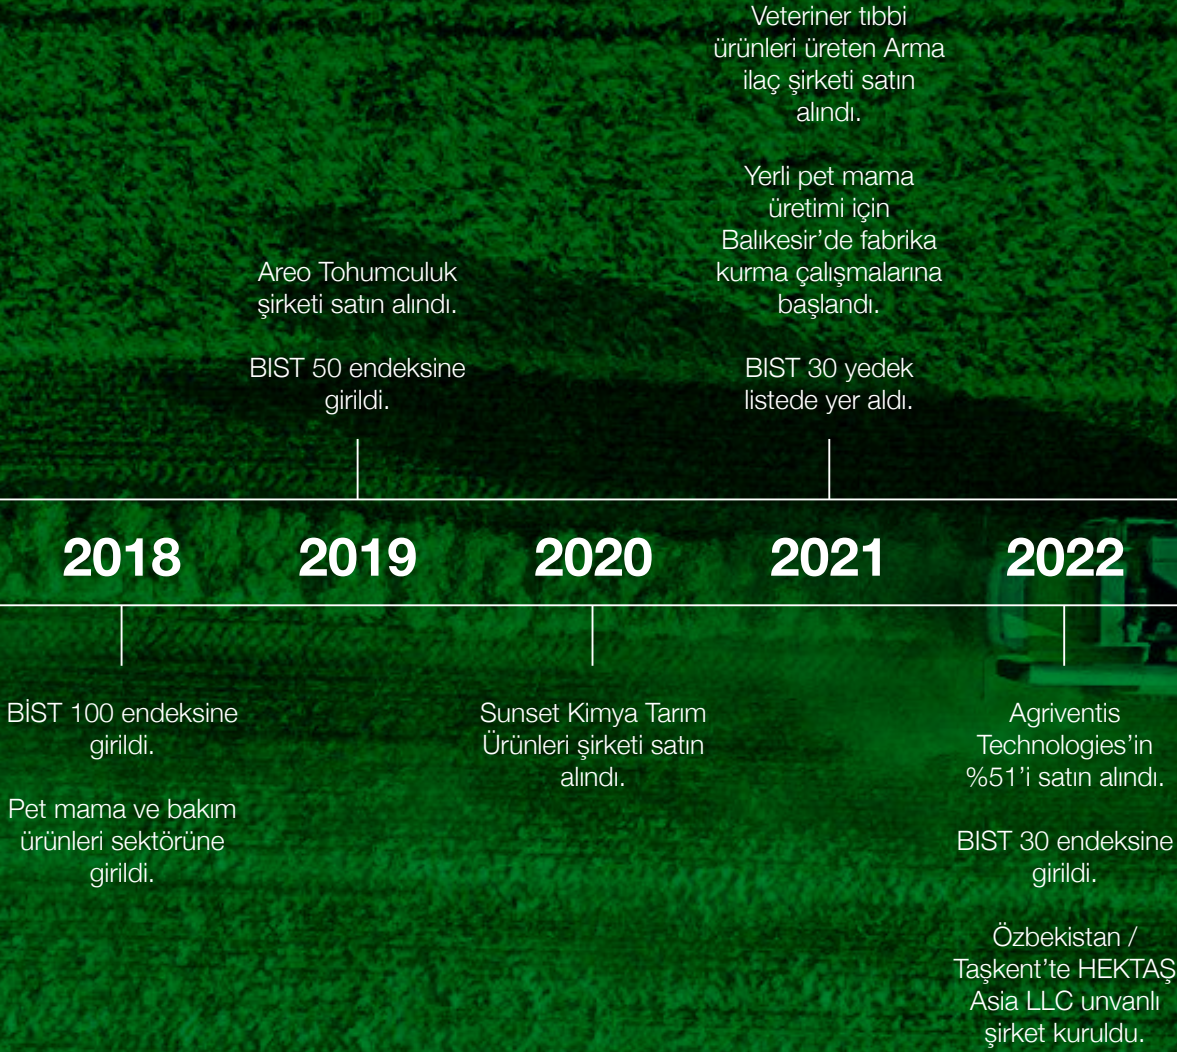 Veteriner tıbbi
ürünleri üreten Arma
ilaç şirketi satın
alındı.
Yerli pet mama
üretimi için
Balıkesir’de fabrika
kurma çalışmalarına
başlandı.
Areo Tohumculuk
şirketi satın alındı.
BIST 50 endeksine
girildi.
BIST 30 yedek
listede yer aldı.
2018 2019 2020 2021 2022
BİST 100 endeksine
girildi.
Pet mama ve bakım
ürünleri sektörüne
girildi.
Sunset Kimya Tarım
Ürünleri şirketi satın
alındı.
Agriventis
Technologies’in
%51’i satın alındı.
BIST 30 endeksine
girildi.
Özbekistan /
Taşkent’te HEKTAŞ
Asia LLC unvanlı
şirket kuruldu.